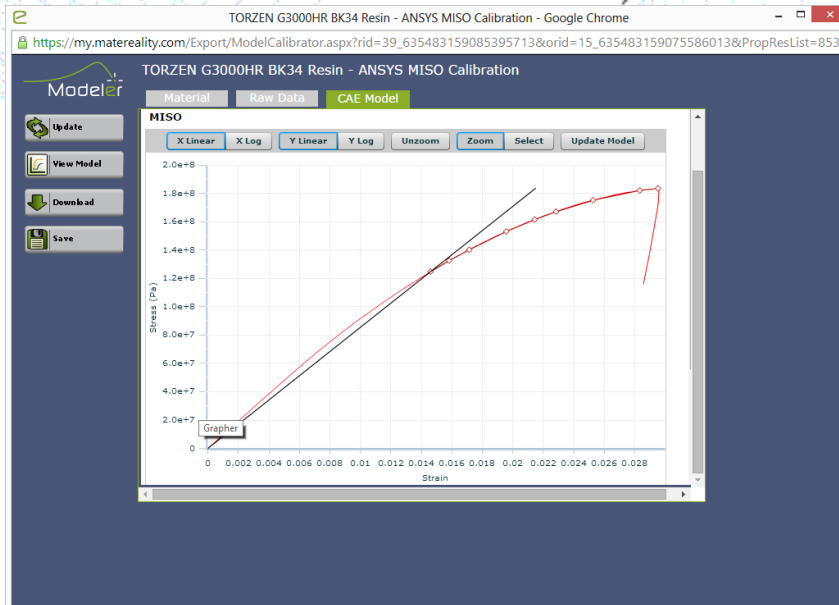 TORZEN G3000HR BK34 Resin - ANSYS MISO Calibration - Google Chrome
https://my.matereality.com/Export/ModelCalibrator.aspx?rid=39_635483159085395713&orid=15_635483159075586013&PropResList=853
Modeler
TORZEN G3000HR BK34 Resin - ANSYS MISO Calibration
Material Raw Data CAE Model
Update
View Model
Download
Save
MISO
X Linear X Log Y Linear Y Log Unzoom Zoom Select Update Model
2.0e+8
1.8e+8
1.6e+8
1.4e+8
1.2e+8
1.0e+8
8.0e+7
6.0e+7
4.0e+7
2.0e+7
0
Stress (Pa)
Grapher
0 0.002 0.004 0.006 0.008 0.01 0.012 0.014 0.016 0.018 0.02 0.022 0.024 0.026 0.028
Strain